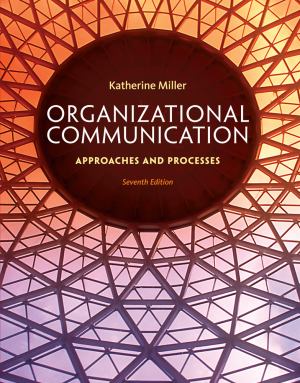 Katherine Miller
ORGANIZATIONAL
COMMUNICATION
APPROACHES AND PROCESSES
Seventh Edition